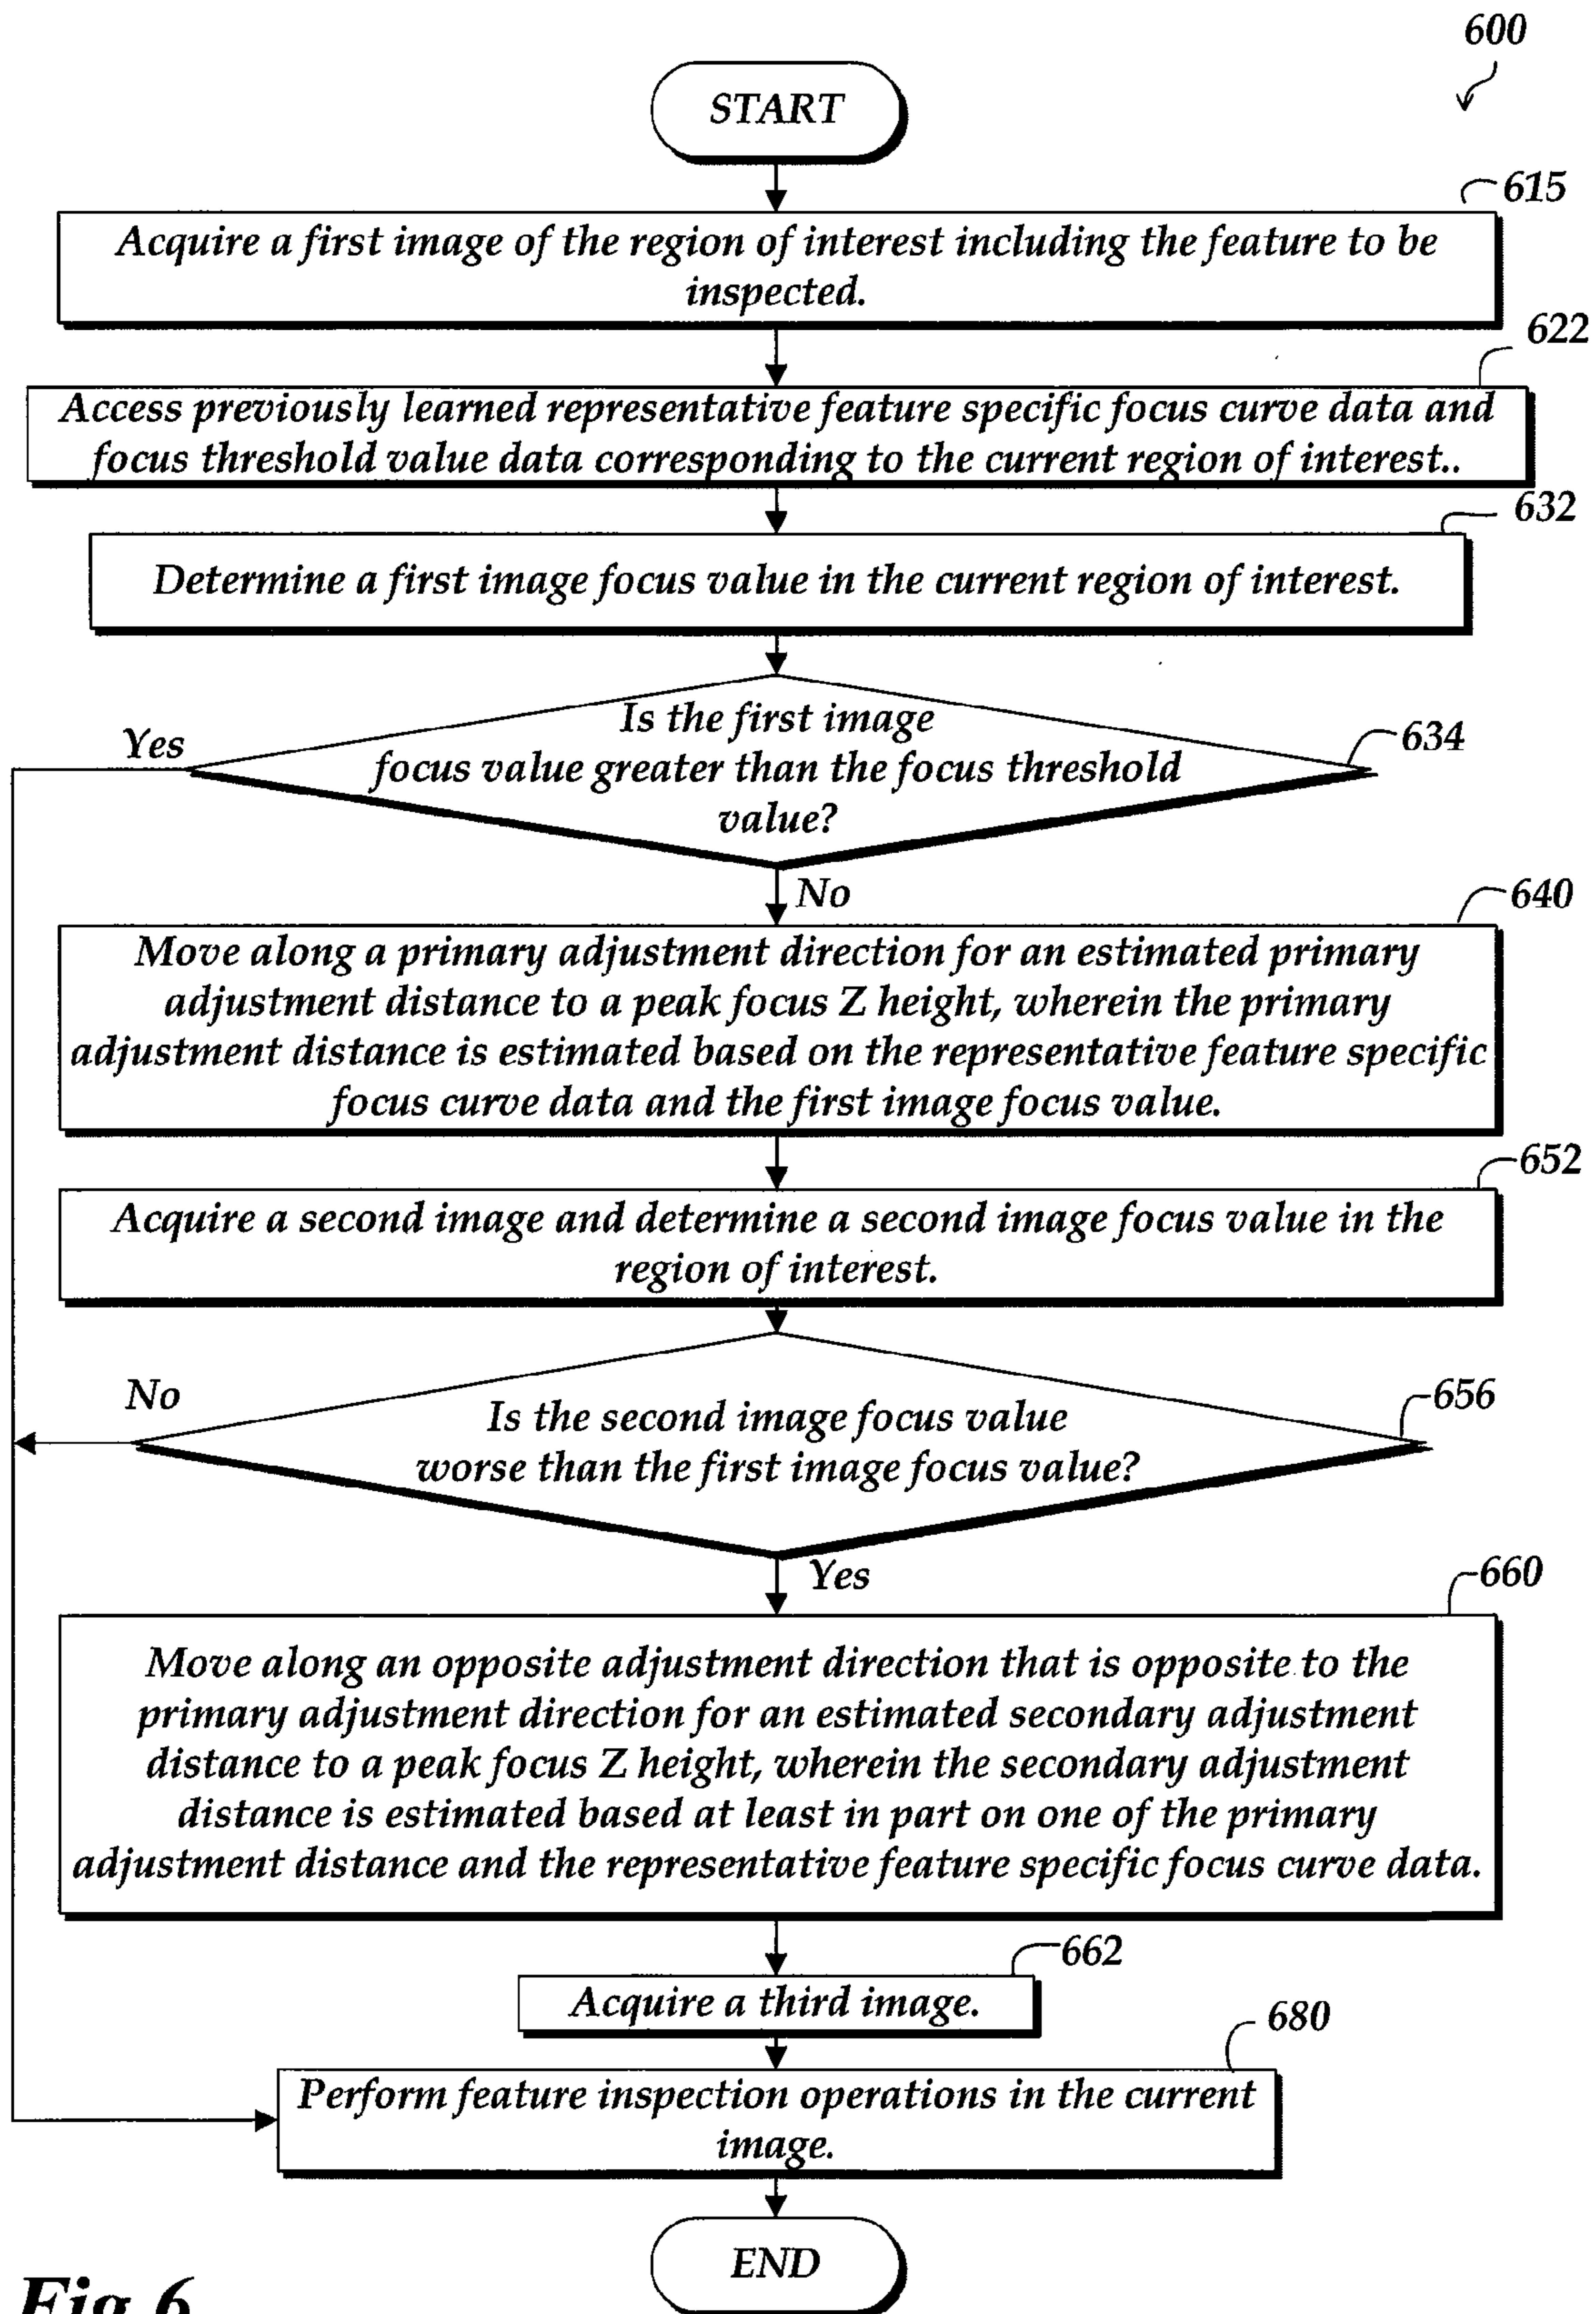 600
START
615
Acquire a first image of the region of interest including the feature to be
inspected.
622
Access previously learned representative feature specific focus curve data and
focus threshold value data corresponding to the current region of interest..
632
Determine a first image focus value in the current region of interest.
Yes
Is the first image
focus value greater than the focus threshold
value?
634
No
640
Move along a primary adjustment direction for an estimated primary
adjustment distance to a peak focus Z height, wherein the primary
adjustment distance is estimated based on the representative feature specific
focus curve data and the first image focus value.
652
Acquire a second image and determine a second image focus value in the
region of interest.
No
Is the second image focus value
worse than the first image focus value?
656
Yes
660
Move along an opposite adjustment direction that is opposite to the
primary adjustment direction for an estimated secondary adjustment
distance to a peak focus Z height, wherein the secondary adjustment
distance is estimated based at least in part on one of the primary
adjustment distance and the representative feature specific focus curve data.
662
Acquire a third image.
680
Perform feature inspection operations in the current
image.
END
Fig.6